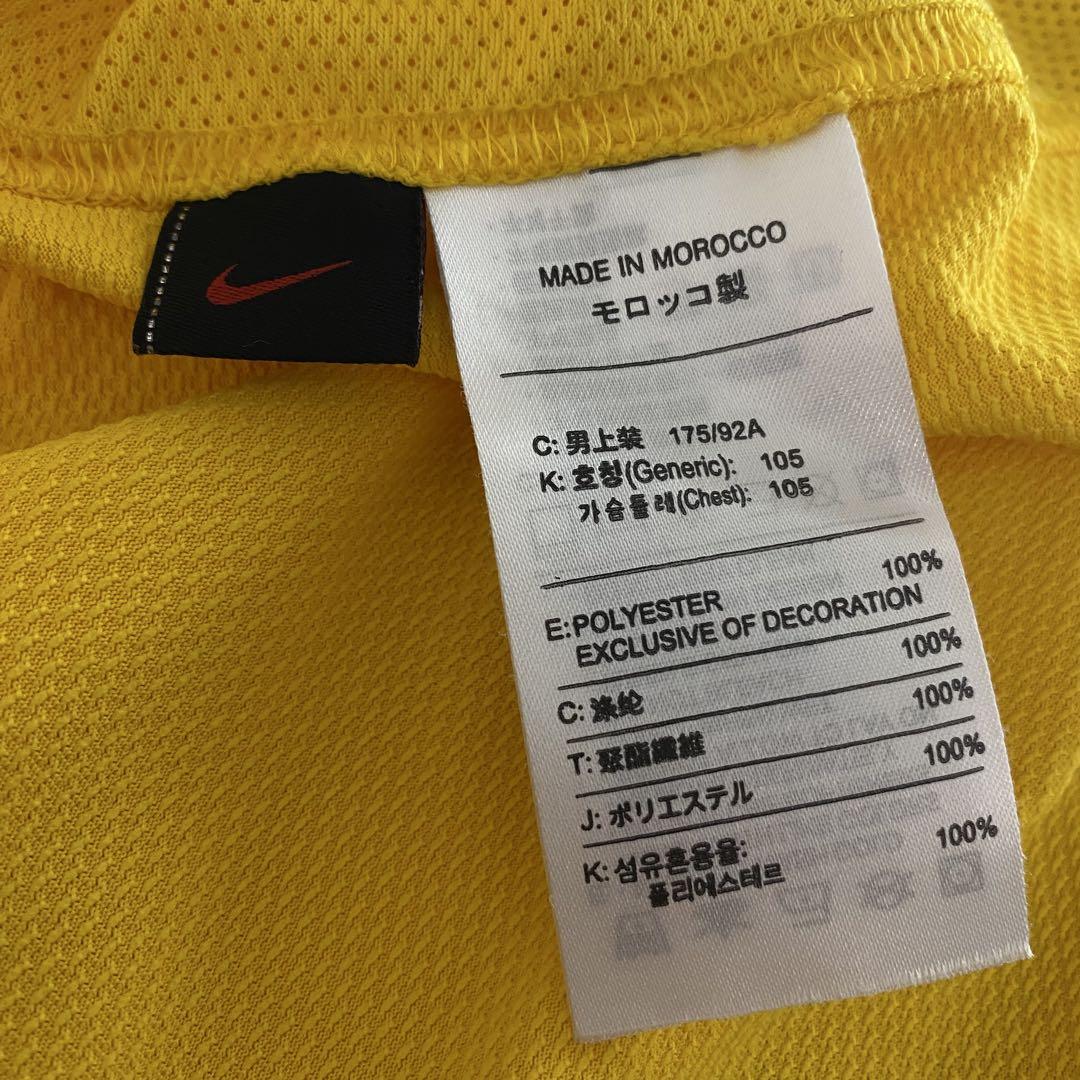 MADE IN MOROCCO
モロッコ製
C: 男上装 175/92A
K: 호칭(Generic): 105
가슴둘레(Chest): 105
100%
E:POLYESTER
EXCLUSIVE OF DECORATION
100%
C: 涤纶
100%
T: 聚酯纖維
100%
J: ポリエステル
100%
K: 섬유혼용율:
폴리에스테르